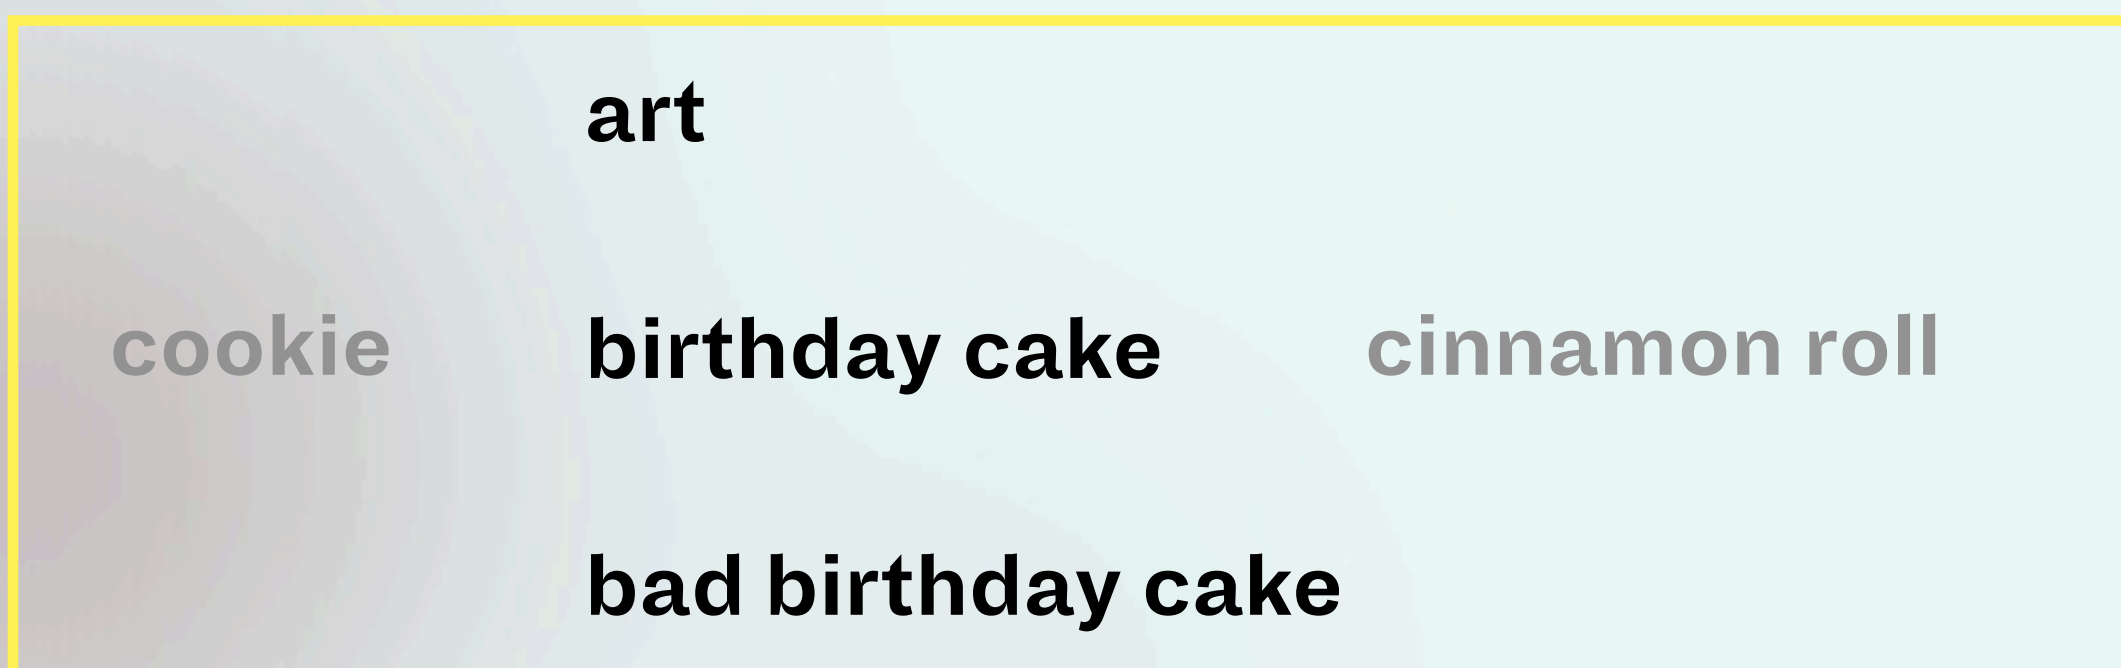 art
cookie birthday cake cinnamon roll
bad birthday cake